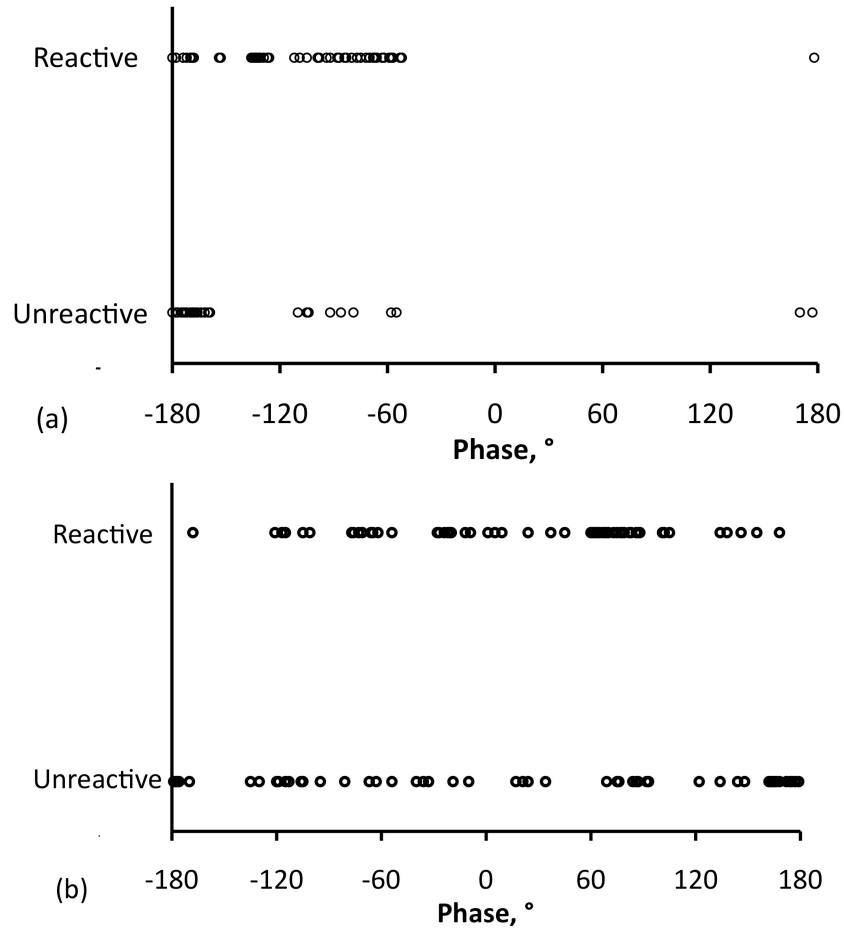 Reactive
Unreactive
-
-180 -120 -60 0 60 120 180
(a)
Phase, °
Reactive
Unreactive
-180 -120 -60 0 60 120 180
(b)
Phase, °